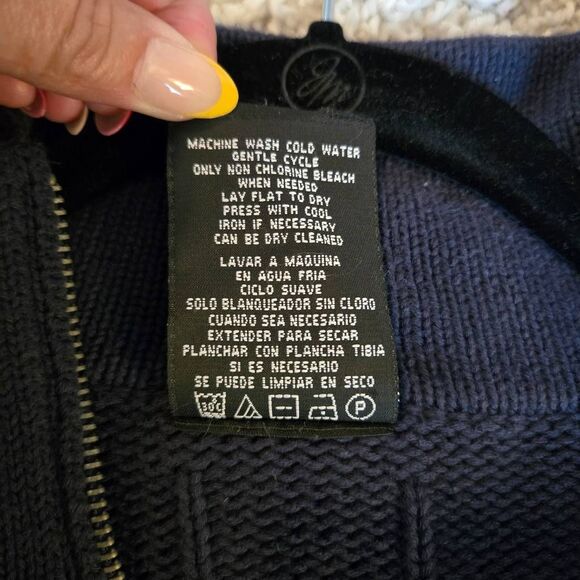 MACHINE WASH COLD WATER
GENTLE CYCLE
ONLY NON CHLORINE BLEACH
WHEN NEEDED
LAY FLAT TO DRY
PRESS WITH COOL
IRON IF NECESSARY
CAN BE DRY CLEANED
LAVAR A MAQUINA
EN AGUA FRIA
CICLO SUAVE
SOLO BLANQUEADOR SIN CLORO
CUANDO SEA NECESARIO
EXTENDER PARA SECAR
PLANCHAR CON PLANCHA TIBIA
SI ES NECESARIO
SE PUEDE LIMPIAR EN SECO
30C P